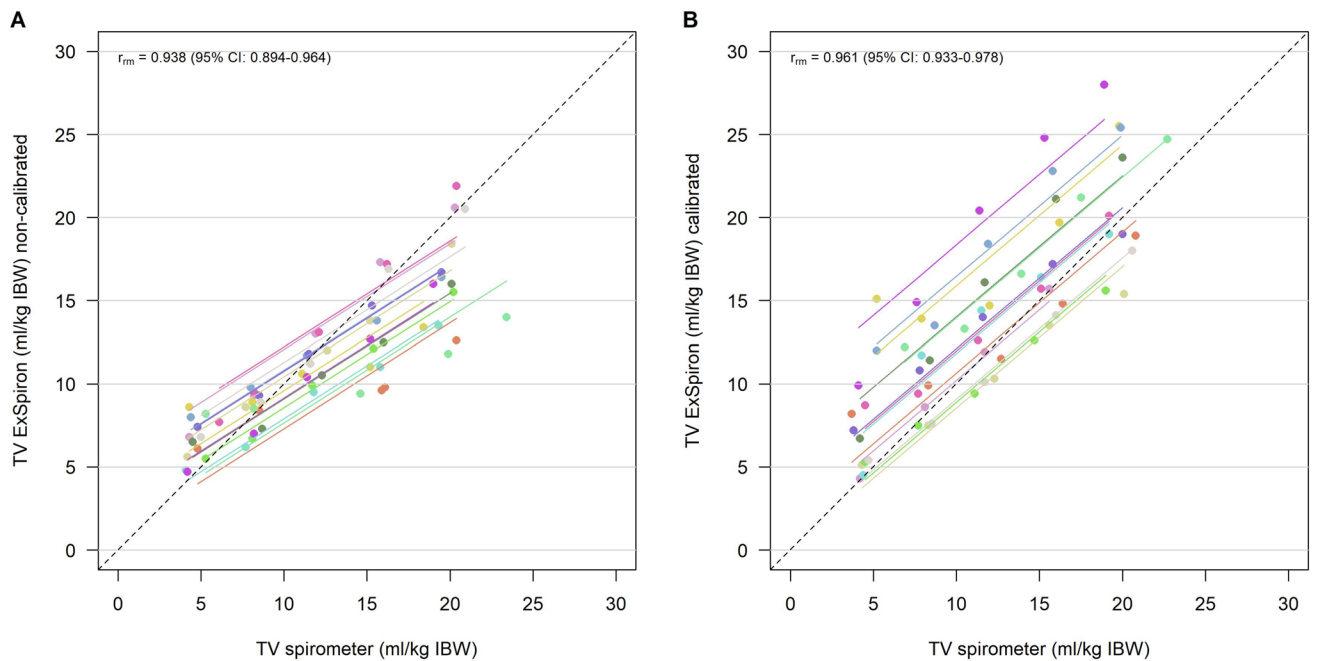 A
r_rm = 0.938 (95% CI: 0.894-0.964)
30
25
20
15
10
5
0
TV ExSpiron (ml/kg IBW) non-calibrated
0 5 10 15 20 25 30
TV spirometer (ml/kg IBW)
B
r_rm = 0.961 (95% CI: 0.933-0.978)
30
25
20
15
10
5
0
TV ExSpiron (ml/kg IBW) calibrated
0 5 10 15 20 25 30
TV spirometer (ml/kg IBW)